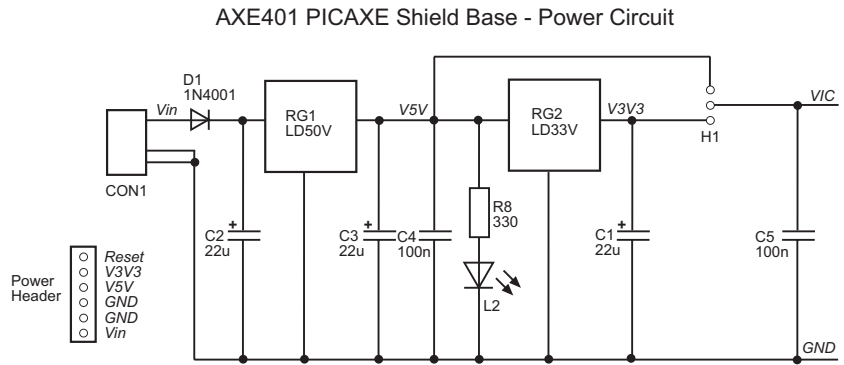 AXE401 PICAXE Shield Base - Power Circuit
D1
1N4001
Vin
CON1
RG1
LD50V
V5V
RG2
LD33V
V3V3
H1
VIC
+
C2
22u
+
C3
22u
C4
100n
R8
330
L2
+
C1
22u
C5
100n
GND
Power
Header
Reset
V3V3
V5V
GND
GND
Vin